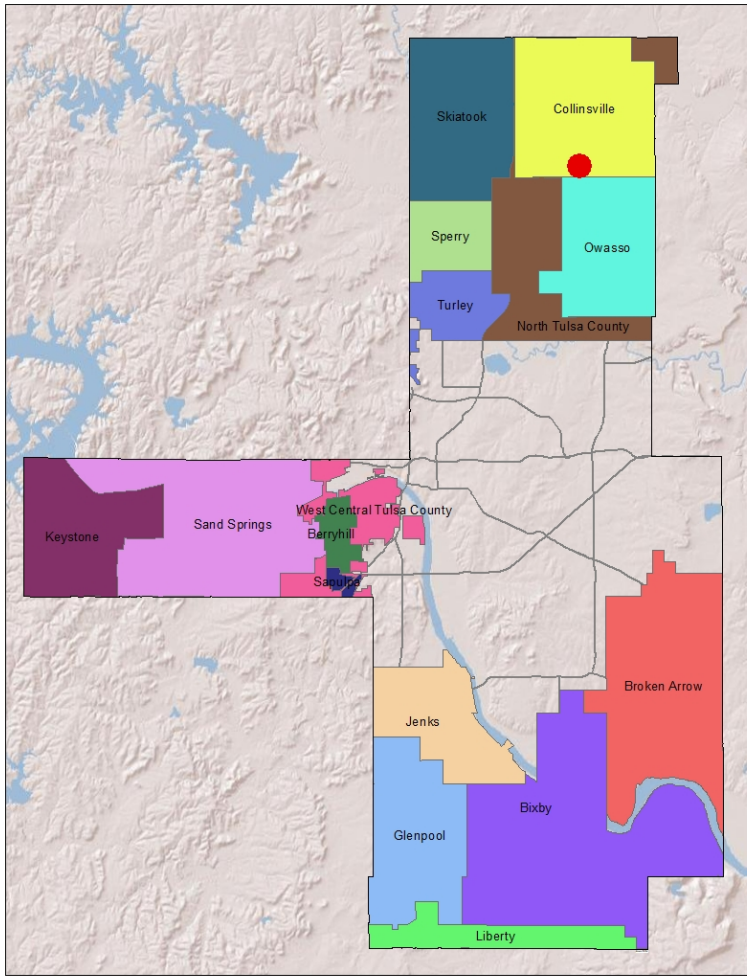 Collinsville
Skiatook
Sperry
Owasso
Turley
North Tulsa County
West Central Tulsa County
Sand Springs
Berryhill
Keystone
Sapulpa
Broken Arrow
Jenks
Bixby
Glenpool
Liberty